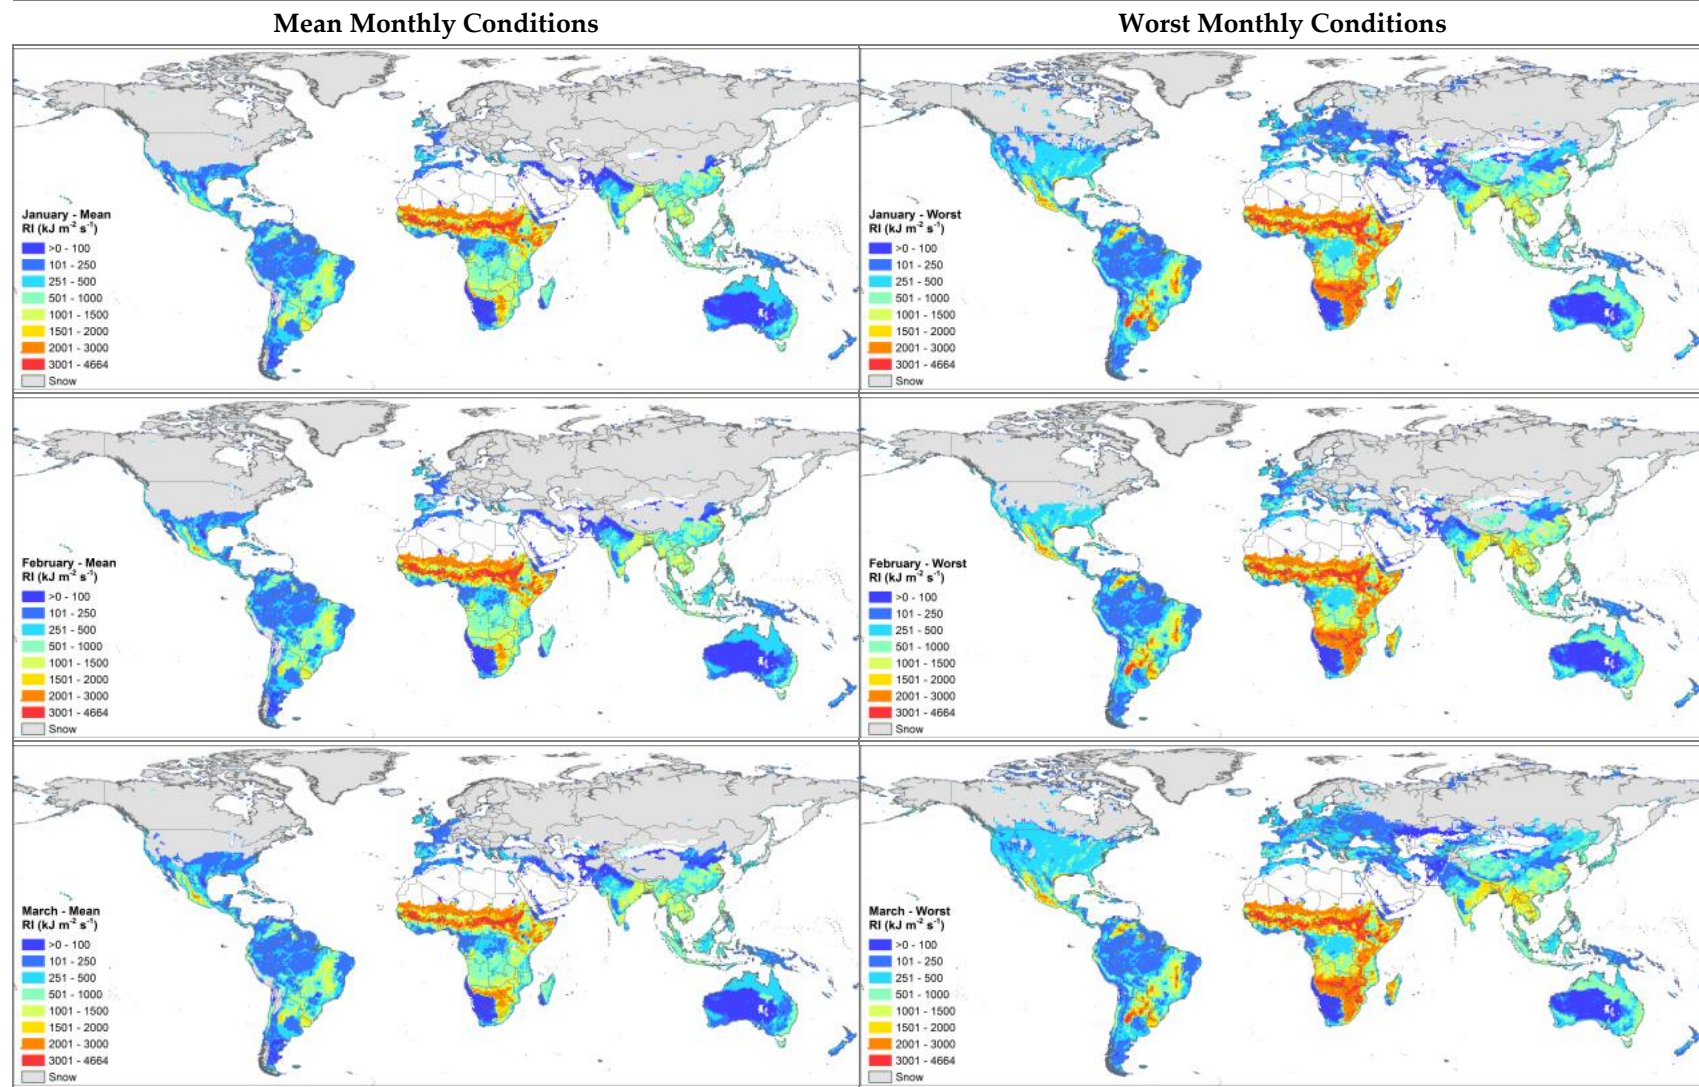 Mean Monthly Conditions
Worst Monthly Conditions
January - Mean
RI (kJ m⁻² s⁻¹)
>0 - 100
101 - 250
251 - 500
501 - 1000
1001 - 1500
1501 - 2000
2001 - 3000
3001 - 4664
Snow
January - Worst
RI (kJ m⁻² s⁻¹)
>0 - 100
101 - 250
251 - 500
501 - 1000
1001 - 1500
1501 - 2000
2001 - 3000
3001 - 4664
Snow
February - Mean
RI (kJ m⁻² s⁻¹)
>0 - 100
101 - 250
251 - 500
501 - 1000
1001 - 1500
1501 - 2000
2001 - 3000
3001 - 4664
Snow
February - Worst
RI (kJ m⁻² s⁻¹)
>0 - 100
101 - 250
251 - 500
501 - 1000
1001 - 1500
1501 - 2000
2001 - 3000
3001 - 4664
Snow
March - Mean
RI (kJ m⁻² s⁻¹)
>0 - 100
101 - 250
251 - 500
501 - 1000
1001 - 1500
1501 - 2000
2001 - 3000
3001 - 4664
Snow
March - Worst
RI (kJ m⁻² s⁻¹)
>0 - 100
101 - 250
251 - 500
501 - 1000
1001 - 1500
1501 - 2000
2001 - 3000
3001 - 4664
Snow